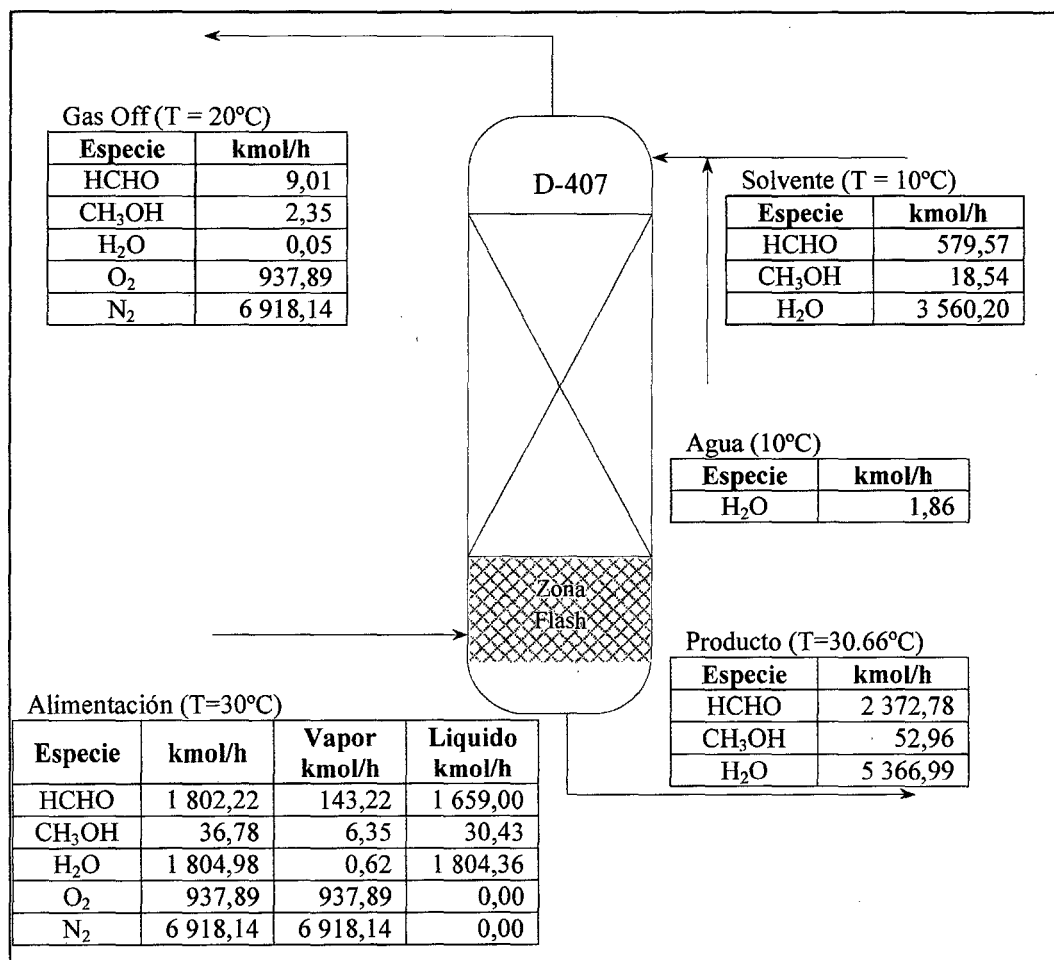 Gas Off (T = 20ºC)
Especie kmol/h
HCHO 9,01
CH₃OH 2,35
H₂O 0,05
O₂ 937,89
N₂ 6 918,14
D-407
Solvente (T = 10ºC)
Especie kmol/h
HCHO 579,57
CH₃OH 18,54
H₂O 3 560,20
Agua (10ºC)
Especie kmol/h
H₂O 1,86
Zona
Flash
Producto (T=30.66ºC)
Especie kmol/h
HCHO 2 372,78
CH₃OH 52,96
H₂O 5 366,99
Alimentación (T=30ºC)
Especie kmol/h Vapor kmol/h Liquido kmol/h
HCHO 1 802,22 143,22 1 659,00
CH₃OH 36,78 6,35 30,43
H₂O 1 804,98 0,62 1 804,36
O₂ 937,89 937,89 0,00
N₂ 6 918,14 6 918,14 0,00